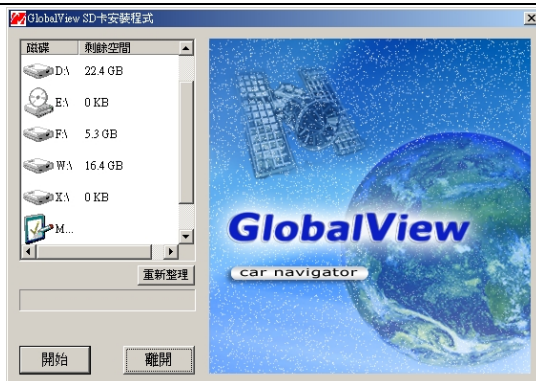 GlobalView SD卡安裝程式
磁碟 剩餘空間
D:\ 22.4 GB
E:\ 0 KB
F:\ 5.3 GB
W:\ 16.4 GB
X:\ 0 KB
M...
重新整理
開始 離開
GlobalView
car navigator